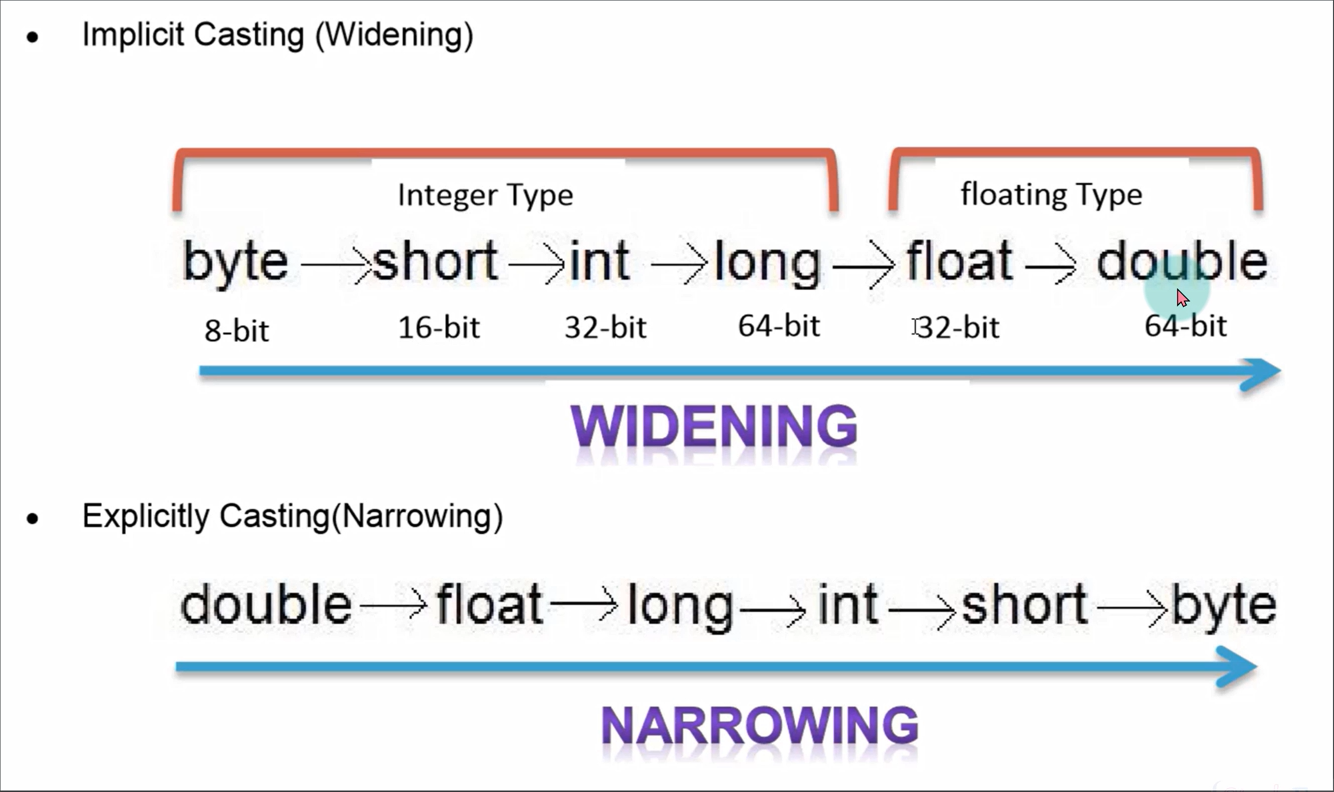 • Implicit Casting (Widening)
Integer Type floating Type
byte → short → int → long → float → double
8-bit 16-bit 32-bit 64-bit 32-bit 64-bit
WIDENING
• Explicitly Casting(Narrowing)
double → float → long → int → short → byte
NARROWING